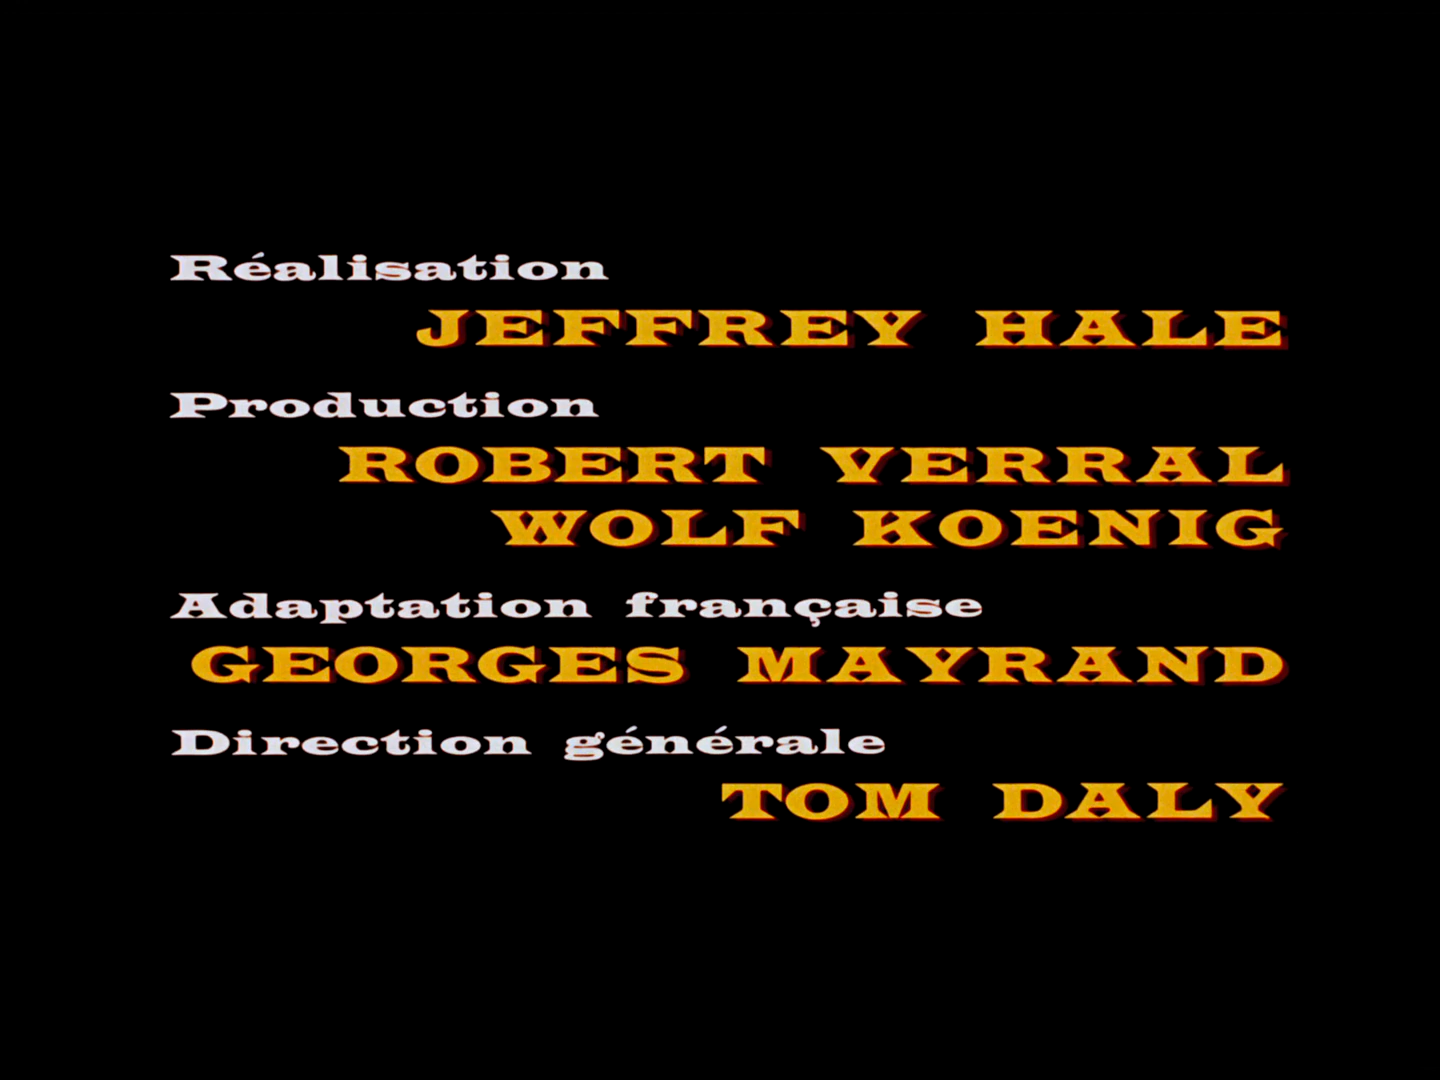 Réalisation
JEFFREY HALE
Production
ROBERT VERRAL
WOLF KOENIG
Adaptation française
GEORGES MAYRAND
Direction générale
TOM DALY